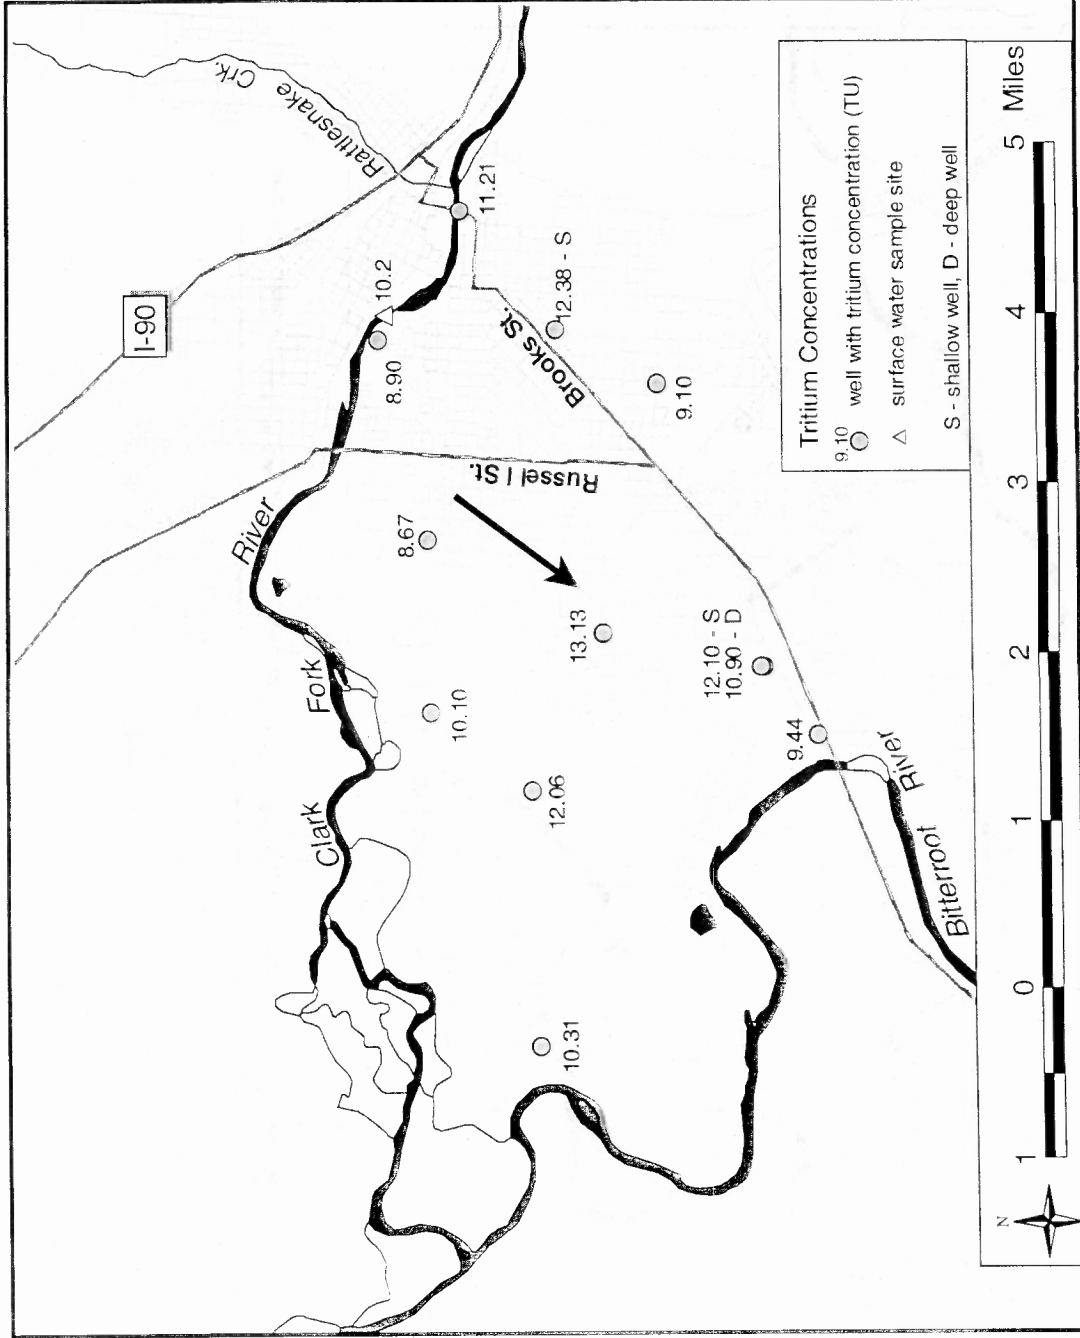 Rattlesnake Crk.
I-90
11.21
10.2
8.90
12.38 - S
Brooks St.
9.10
Russell St.
River
8.67
13.13
12.10 - S
10.90 - D
Fork
10.10
9.44
12.06
Clark
River
Bitterroot
10.31
Tritium Concentrations
9.10
well with tritium concentration (TU)
surface water sample site
S - shallow well, D - deep well
N
1 0 1 2 3 4 5 Miles